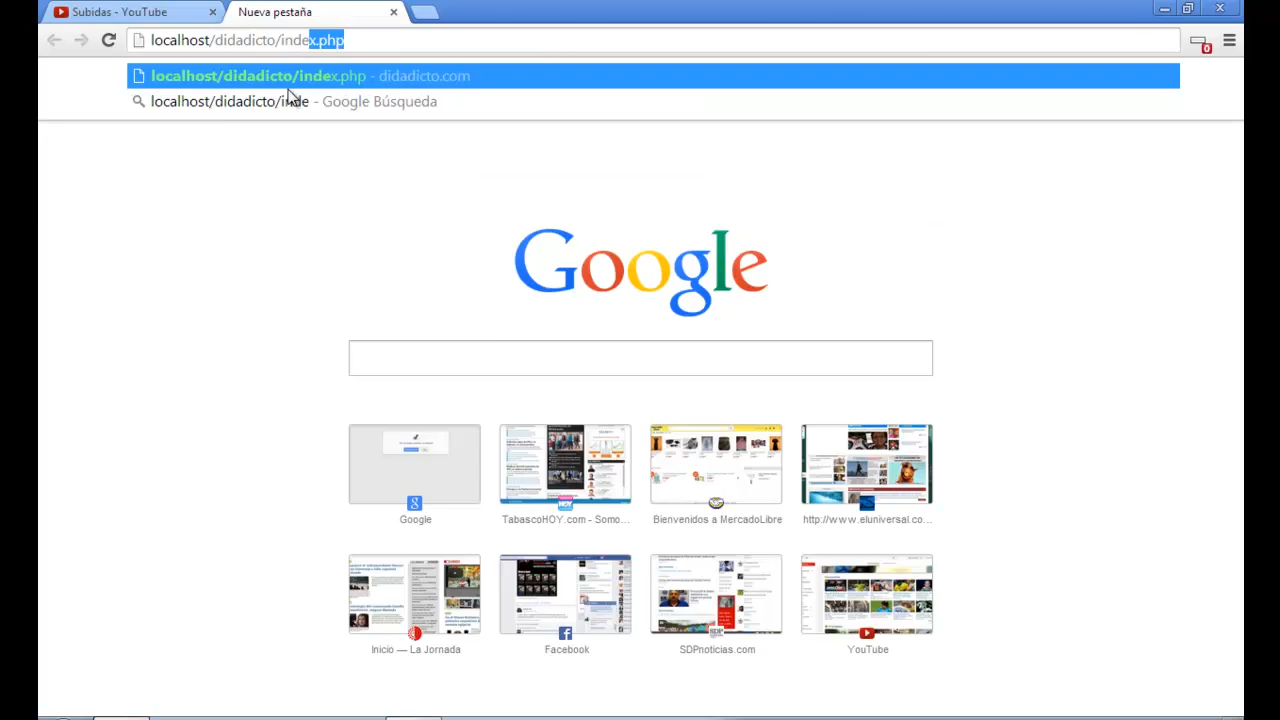 Subidas - YouTube
Nueva pestaña
localhost/didadicto/index.php
0
localhost/didadicto/index.php - didadicto.com
localhost/didadicto/inde - Google Búsqueda
Google
Google
TabascoHOY.com - Somo...
Bienvenidos a MercadoLibre
http://www.eluniversal.co...
Inicio — La Jornada
Facebook
SDPnoticias.com
YouTube